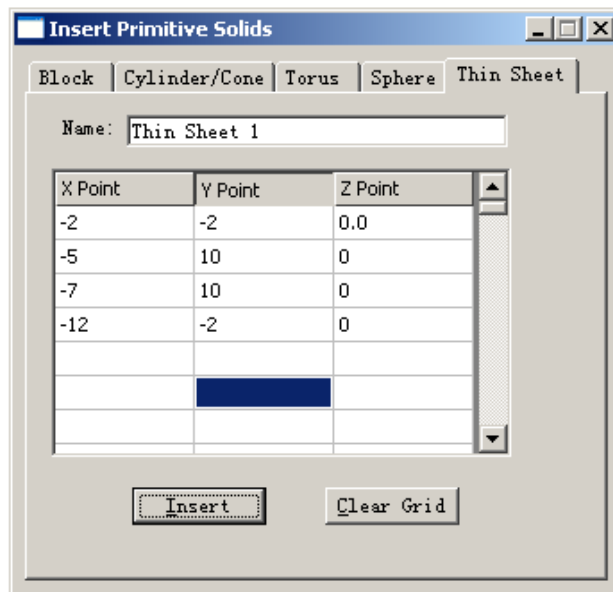 Insert Primitive Solids
Block Cylinder/Cone Torus Sphere Thin Sheet
Name: Thin Sheet 1
X Point Y Point Z Point
-2 -2 0.0
-5 10 0
-7 10 0
-12 -2 0
Insert Clear Grid